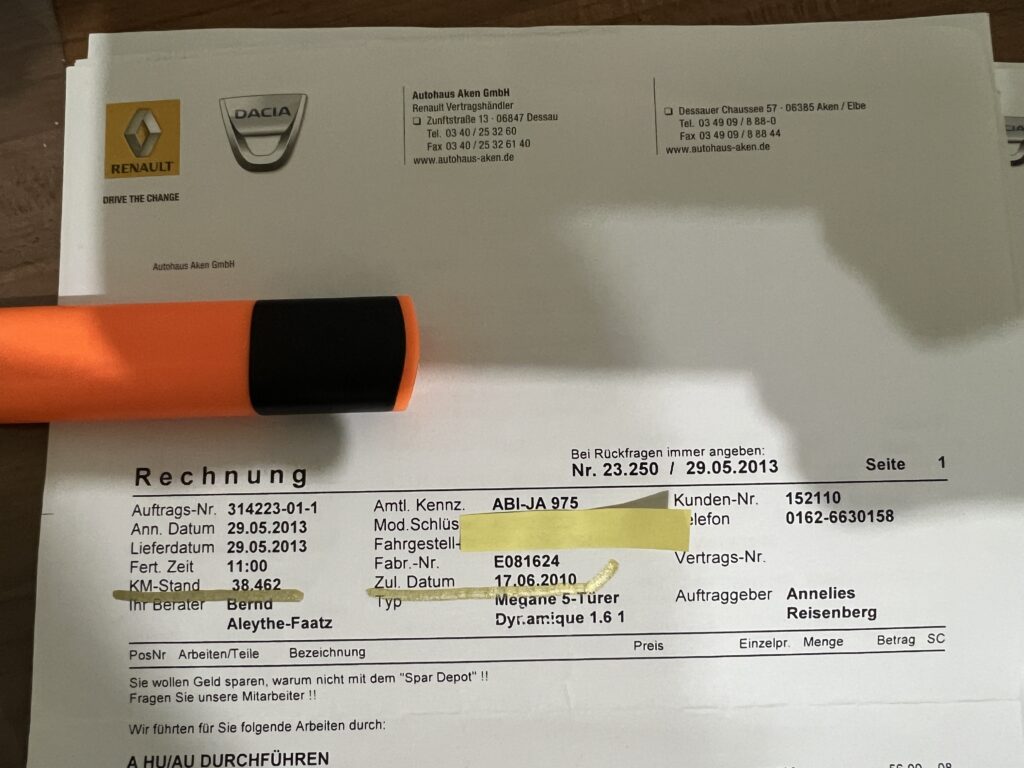 RENAULT
DRIVE THE CHANGE
DACIA
Autohaus Aken GmbH
Renault Vertragshändler
Zunftstraße 13 · 06847 Dessau
Tel. 03 40 / 25 32 60
Fax 03 40 / 25 32 61 40
www.autohaus-aken.de
Dessauer Chaussee 57 · 06385 Aken / Elbe
Tel. 03 49 09 / 8 88-0
Fax 03 49 09 / 8 88 44
www.autohaus-aken.de
Autohaus Aken GmbH
Bei Rückfragen immer angeben:
Rechnung Nr. 23.250 / 29.05.2013 Seite 1
Auftrags-Nr. 314223-01-1 Amtl. Kennz. ABI-JA 975 Kunden-Nr. 152110
Ann. Datum 29.05.2013 Mod.Schlüs elefon 0162-6630158
Lieferdatum 29.05.2013 Fahrgestell-
Fert. Zeit 11:00 Fabr.-Nr. E081624 Vertrags-Nr.
KM-Stand 38.462 Zul. Datum 17.06.2010
Ihr Berater Bernd Typ Megane 5-Türer Auftraggeber Annelies
Aleythe-Faatz Dynamique 1.6 1 Reisenberg
PosNr Arbeiten/Teile Bezeichnung Preis Einzelpr. Menge Betrag SC
Sie wollen Geld sparen, warum nicht mit dem "Spar Depot" !!
Fragen Sie unsere Mitarbeiter !!
Wir führten für Sie folgende Arbeiten durch:
A HU/AU DURCHFÜHREN